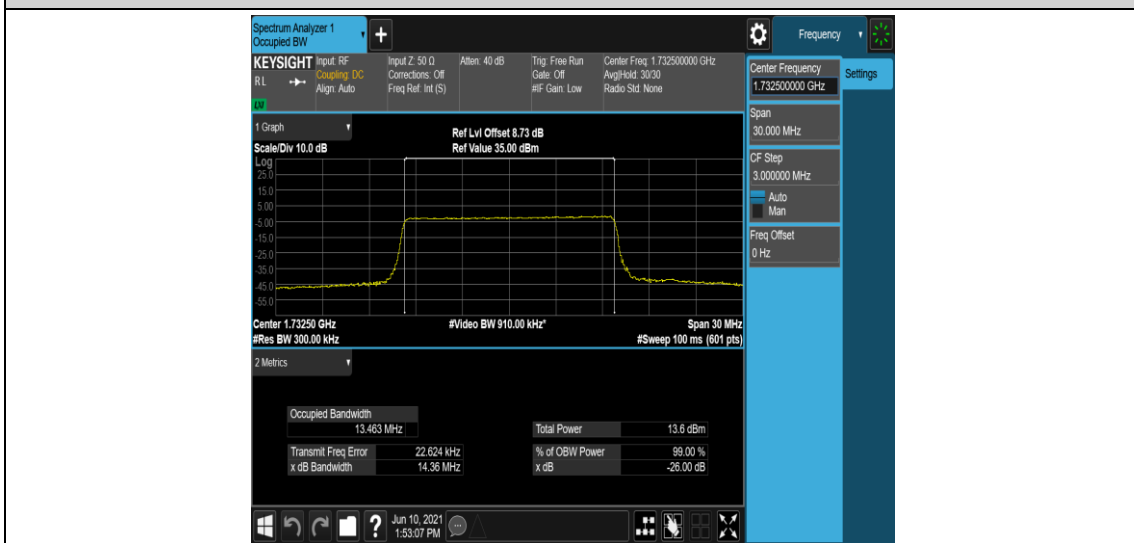 Spectrum Analyzer 1
Occupied BW
+
Frequency
KEYSIGHT Input: RF Input Z: 50 Ω Atten: 40 dB Trig: Free Run Center Freq: 1.732500000 GHz
RL Coupling: DC Corrections: Off Gate: Off Avg|Hold: 30/30
Align: Auto Freq Ref: Int (S) #IF Gain: Low Radio Std: None
LXI
Center Frequency
1.732500000 GHz
Settings
Span
30.000 MHz
CF Step
3.000000 MHz
Auto
Man
Freq Offset
0 Hz
1 Graph
Ref Lvl Offset 8.73 dB
Scale/Div 10.0 dB Ref Value 35.00 dBm
Log
25.0
15.0
5.00
-5.00
-15.0
-25.0
-35.0
-45.0
-55.0
Center 1.73250 GHz #Video BW 910.00 kHz* Span 30 MHz
#Res BW 300.00 kHz #Sweep 100 ms (601 pts)
2 Metrics
Occupied Bandwidth
13.463 MHz Total Power 13.6 dBm
Transmit Freq Error 22.624 kHz % of OBW Power 99.00 %
x dB Bandwidth 14.36 MHz x dB -26.00 dB
?
Jun 10, 2021
1:53:07 PM